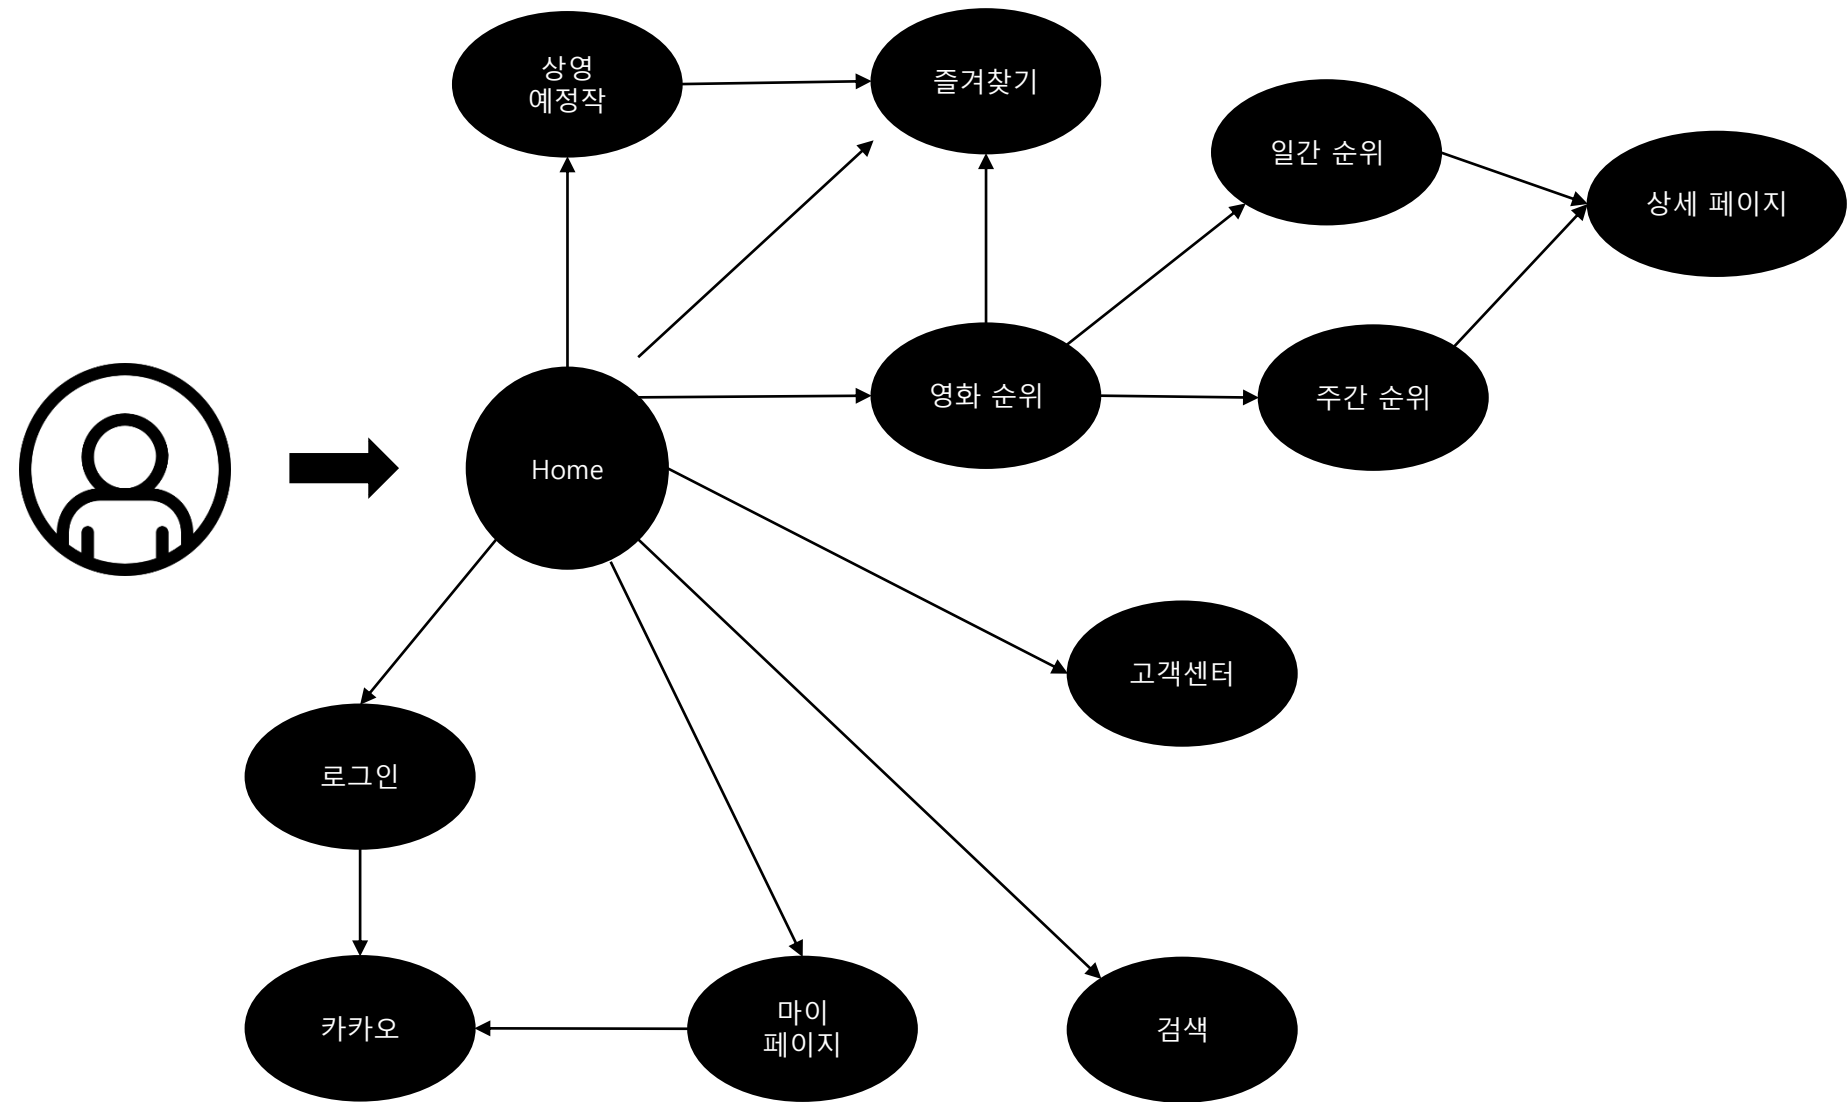 상영
예정작
즐겨찾기
일간 순위
상세 페이지
영화 순위
주간 순위
Home
고객센터
로그인
카카오
마이
페이지
검색